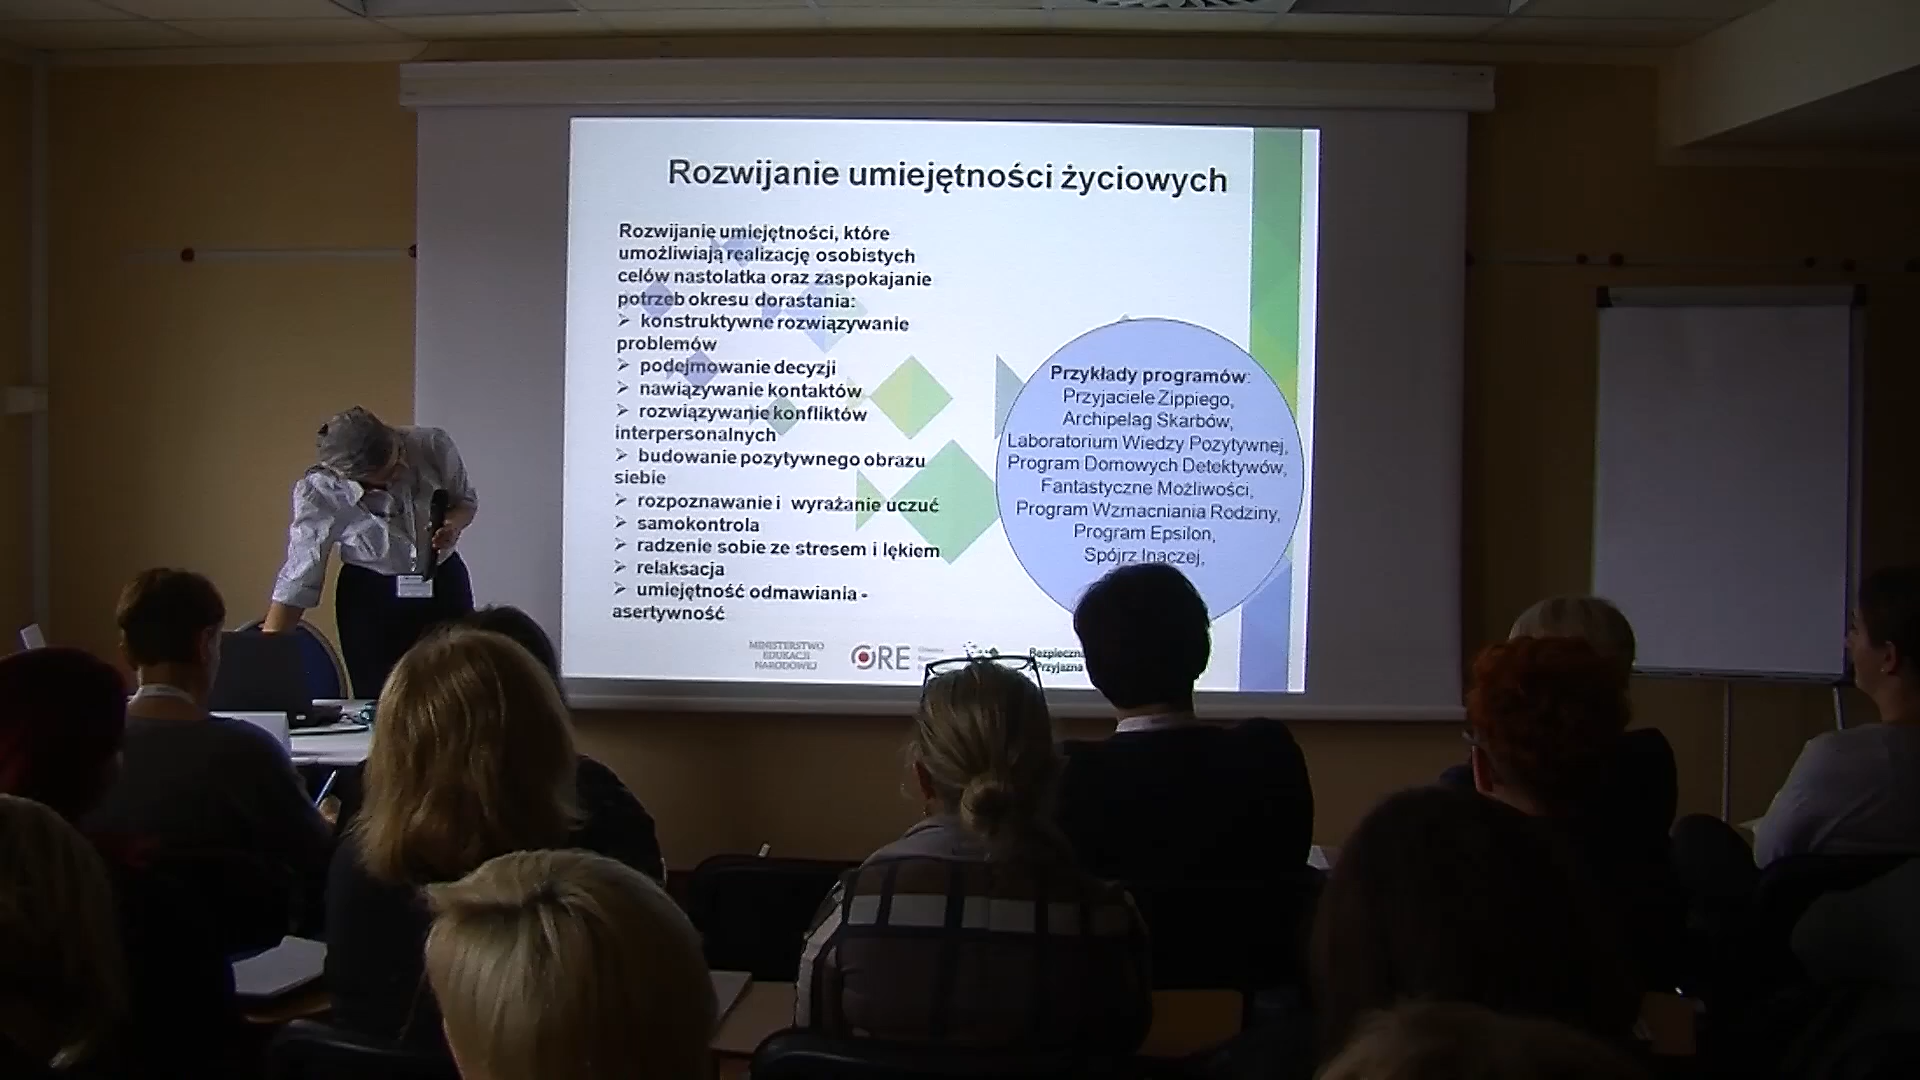 Rozwijanie umiejętności życiowych
Rozwijanie umiejętności, które
umożliwiają realizację osobistych
celów nastolatka oraz zaspokajanie
potrzeb okresu dorastania:
➢ konstruktywne rozwiązywanie
problemów
➢ podejmowanie decyzji
➢ nawiązywanie kontaktów
➢ rozwiązywanie konfliktów
interpersonalnych
➢ budowanie pozytywnego obrazu
siebie
➢ rozpoznawanie i wyrażanie uczuć
➢ samokontrola
➢ radzenie sobie ze stresem i lękiem
➢ relaksacja
➢ umiejętność odmawiania -
asertywność
Przykłady programów:
Przyjaciele Zippiego,
Archipelag Skarbów,
Laboratorium Wiedzy Pozytywnej,
Program Domowych Detektywów,
Fantastyczne Możliwości,
Program Wzmacniania Rodziny,
Program Epsilon,
Spójrz Inaczej,
MINISTERSTWO
EDUKACJI
NARODOWEJ
ORE
Bezpieczna
Przyjazna